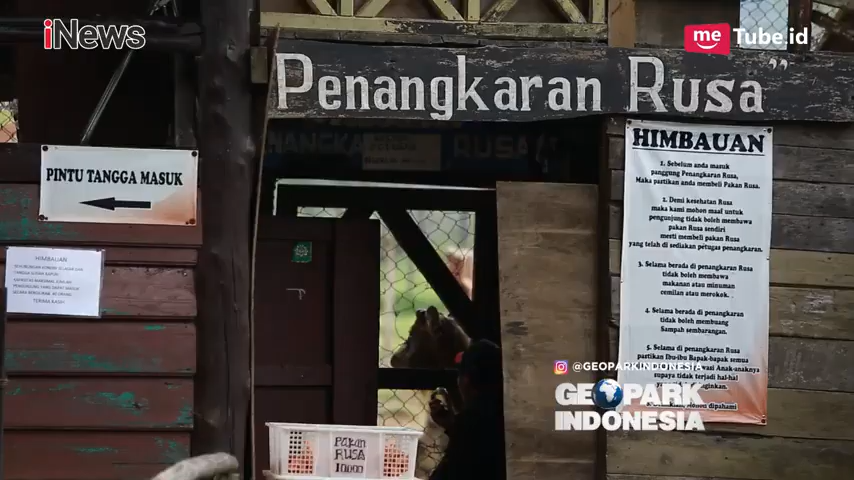 iNews
me Tube.id
Penangkaran Rusa"
PINTU TANGGA MASUK
HIMBAUAN
TERIMA KASIH
RUSA
HIMBAUAN
1. Sebelum anda masuk
panggung Penangkaran Rusa,
Maka pastikan anda membeli Pakan Rusa.
2. Demi kesehatan Rusa
maka kami mohon maaf untuk
pengunjung tidak boleh membawa
pakan Rusa sendiri
mesti membeli pakan Rusa
yang telah di sediakan petugas penangkaran.
3. Selama berada di penangkaran Rusa
tidak boleh membawa
makanan atau minuman
cemilan atau merokok.
4. Selama berada di penangkaran
tidak boleh membuang
Sampah sembarangan.
5. Selama di penangkaran Rusa
pastikan Ibu-ibu Bapak-bapak semua
wasi Anak-anaknya
supaya tidak terjadi hal-hal
inginkan.
mohon dipahami
@GEOPARKINDONESIA
GEOPARK
INDONESIA
PAKAN
RUSA
10000